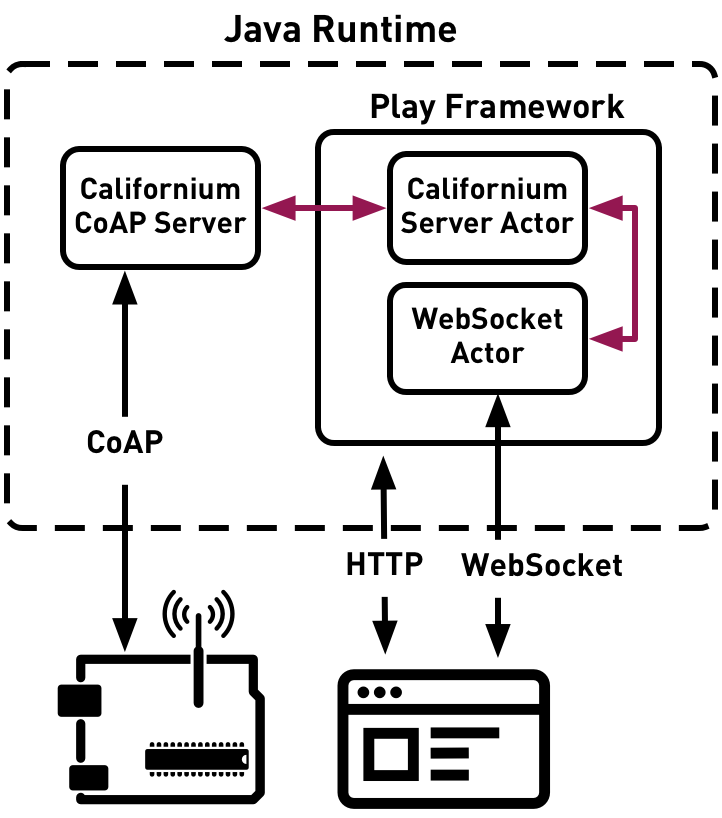 Java Runtime
Play Framework
Californium
CoAP Server
Californium
Server Actor
WebSocket
Actor
CoAP
HTTP
WebSocket